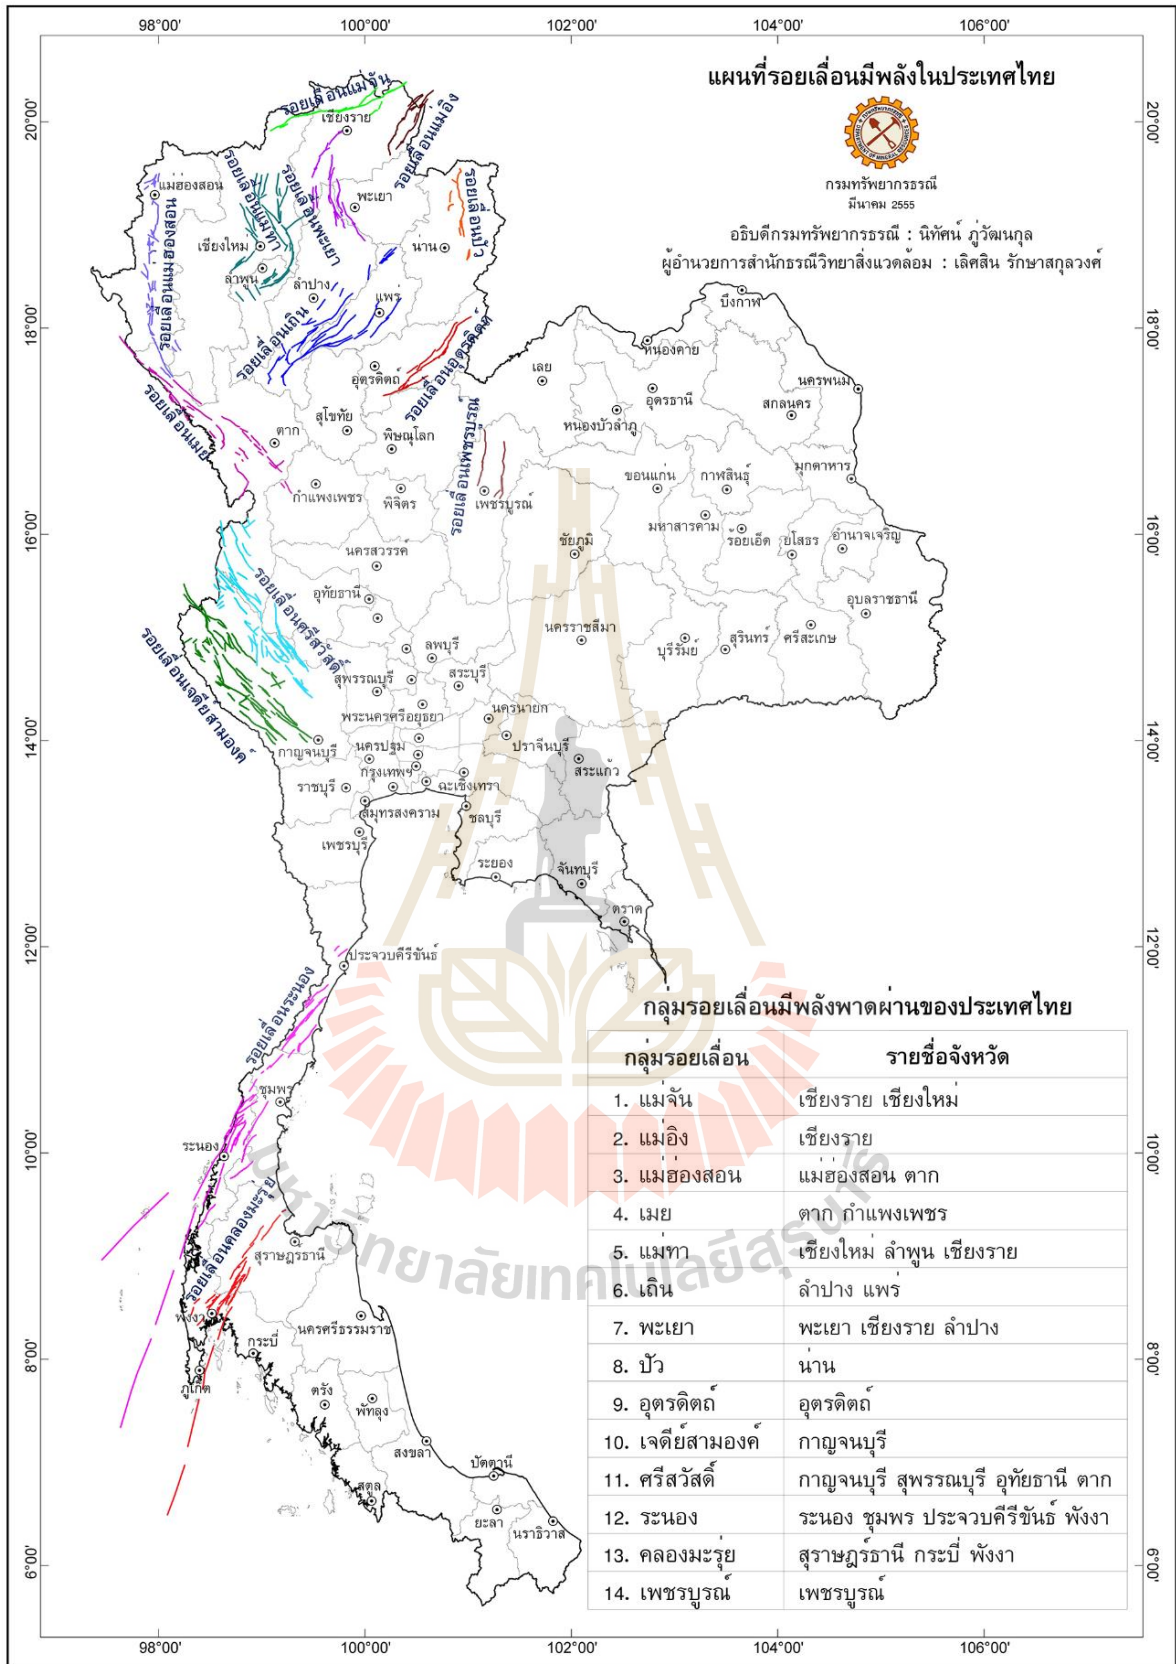 98°00' 100°00' 102°00' 104°00' 106°00'
แผนที่รอยเลื่อนมีพลังในประเทศไทย
กรมทรัพยากรธรณี
มีนาคม 2555
อธิบดีกรมทรัพยากรธรณี : นิทัศน์ ภู่วัฒนกุล
ผู้อำนวยการสำนักธรณีวิทยาสิ่งแวดล้อม : เลิศสิน รักษาสกุลวงศ์
20°00' 20°00'
18°00' 18°00'
16°00' 16°00'
14°00' 14°00'
12°00' 12°00'
10°00' 10°00'
8°00' 8°00'
6°00' 6°00'
รอยเลื่อนแม่จัน
เชียงราย
รอยเลื่อนแม่อิง
แม่ฮ่องสอน
รอยเลื่อนแม่ทา
รอยเลื่อนพะเยา
พะเยา
รอยเลื่อนปัว
รอยเลื่อนแม่ฮ่องสอน
เชียงใหม่
น่าน
ลำพูน
ลำปาง
แพร่
บึงกาฬ
รอยเลื่อนเถิน
รอยเลื่อนอุตรดิตถ์
หนองคาย
เลย
อุตรดิตถ์
อุดรธานี
นครพนม
สกลนคร
รอยเลื่อนเมย
สุโขทัย
หนองบัวลำภู
ตาก
พิษณุโลก
รอยเลื่อนเพชรบูรณ์
มุกดาหาร
ขอนแก่น
กาฬสินธุ์
กำแพงเพชร
พิจิตร
เพชรบูรณ์
มหาสารคาม
ร้อยเอ็ด
ยโสธร
อำนาจเจริญ
ชัยภูมิ
นครสวรรค์
รอยเลื่อนศรีสวัสดิ์
อุทัยธานี
อุบลราชธานี
นครราชสีมา
บุรีรัมย์
สุรินทร์
ศรีสะเกษ
รอยเลื่อนเจดีย์สามองค์
ลพบุรี
สุพรรณบุรี
สระบุรี
พระนครศรีอยุธยา
นครนายก
กาญจนบุรี
นครปฐม
ปราจีนบุรี
กรุงเทพฯ
สระแก้ว
ราชบุรี
ฉะเชิงเทรา
สมุทรสงคราม
ชลบุรี
เพชรบุรี
ระยอง
จันทบุรี
ตราด
ประจวบคีรีขันธ์
รอยเลื่อนระนอง
ชุมพร
ระนอง
รอยเลื่อนคลองมะรุย
สุราษฎร์ธานี
พังงา
นครศรีธรรมราช
กระบี่
ภูเก็ต
ตรัง
พัทลุง
สงขลา
ปัตตานี
สตูล
ยะลา
นราธิวาส
มหาวิทยาลัยเทคโนโลยีสุรนารี
กลุ่มรอยเลื่อนมีพลังพาดผ่านของประเทศไทย
กลุ่มรอยเลื่อน รายชื่อจังหวัด
1. แม่จัน เชียงราย เชียงใหม่
2. แม่อิง เชียงราย
3. แม่ฮ่องสอน แม่ฮ่องสอน ตาก
4. เมย ตาก กำแพงเพชร
5. แม่ทา เชียงใหม่ ลำพูน เชียงราย
6. เถิน ลำปาง แพร่
7. พะเยา พะเยา เชียงราย ลำปาง
8. ปัว น่าน
9. อุตรดิตถ์ อุตรดิตถ์
10. เจดีย์สามองค์ กาญจนบุรี
11. ศรีสวัสดิ์ กาญจนบุรี สุพรรณบุรี อุทัยธานี ตาก
12. ระนอง ระนอง ชุมพร ประจวบคีรีขันธ์ พังงา
13. คลองมะรุ่ย สุราษฎร์ธานี กระบี่ พังงา
14. เพชรบูรณ์ เพชรบูรณ์
98°00' 100°00' 102°00' 104°00' 106°00'